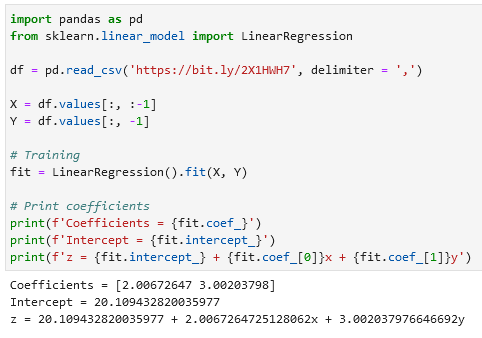 import pandas as pd
from sklearn.linear_model import LinearRegression
df = pd.read_csv('https://bit.ly/2X1HWH7', delimiter = ',')
X = df.values[:, :-1]
Y = df.values[:, -1]
# Training
fit = LinearRegression().fit(X, Y)
# Print coefficients
print(f'Coefficients = {fit.coef_}')
print(f'Intercept = {fit.intercept_}')
print(f'z = {fit.intercept_} + {fit.coef_[0]}x + {fit.coef_[1]}y')
Coefficients = [2.00672647 3.00203798]
Intercept = 20.109432820035977
z = 20.109432820035977 + 2.0067264725128062x + 3.002037976646692y